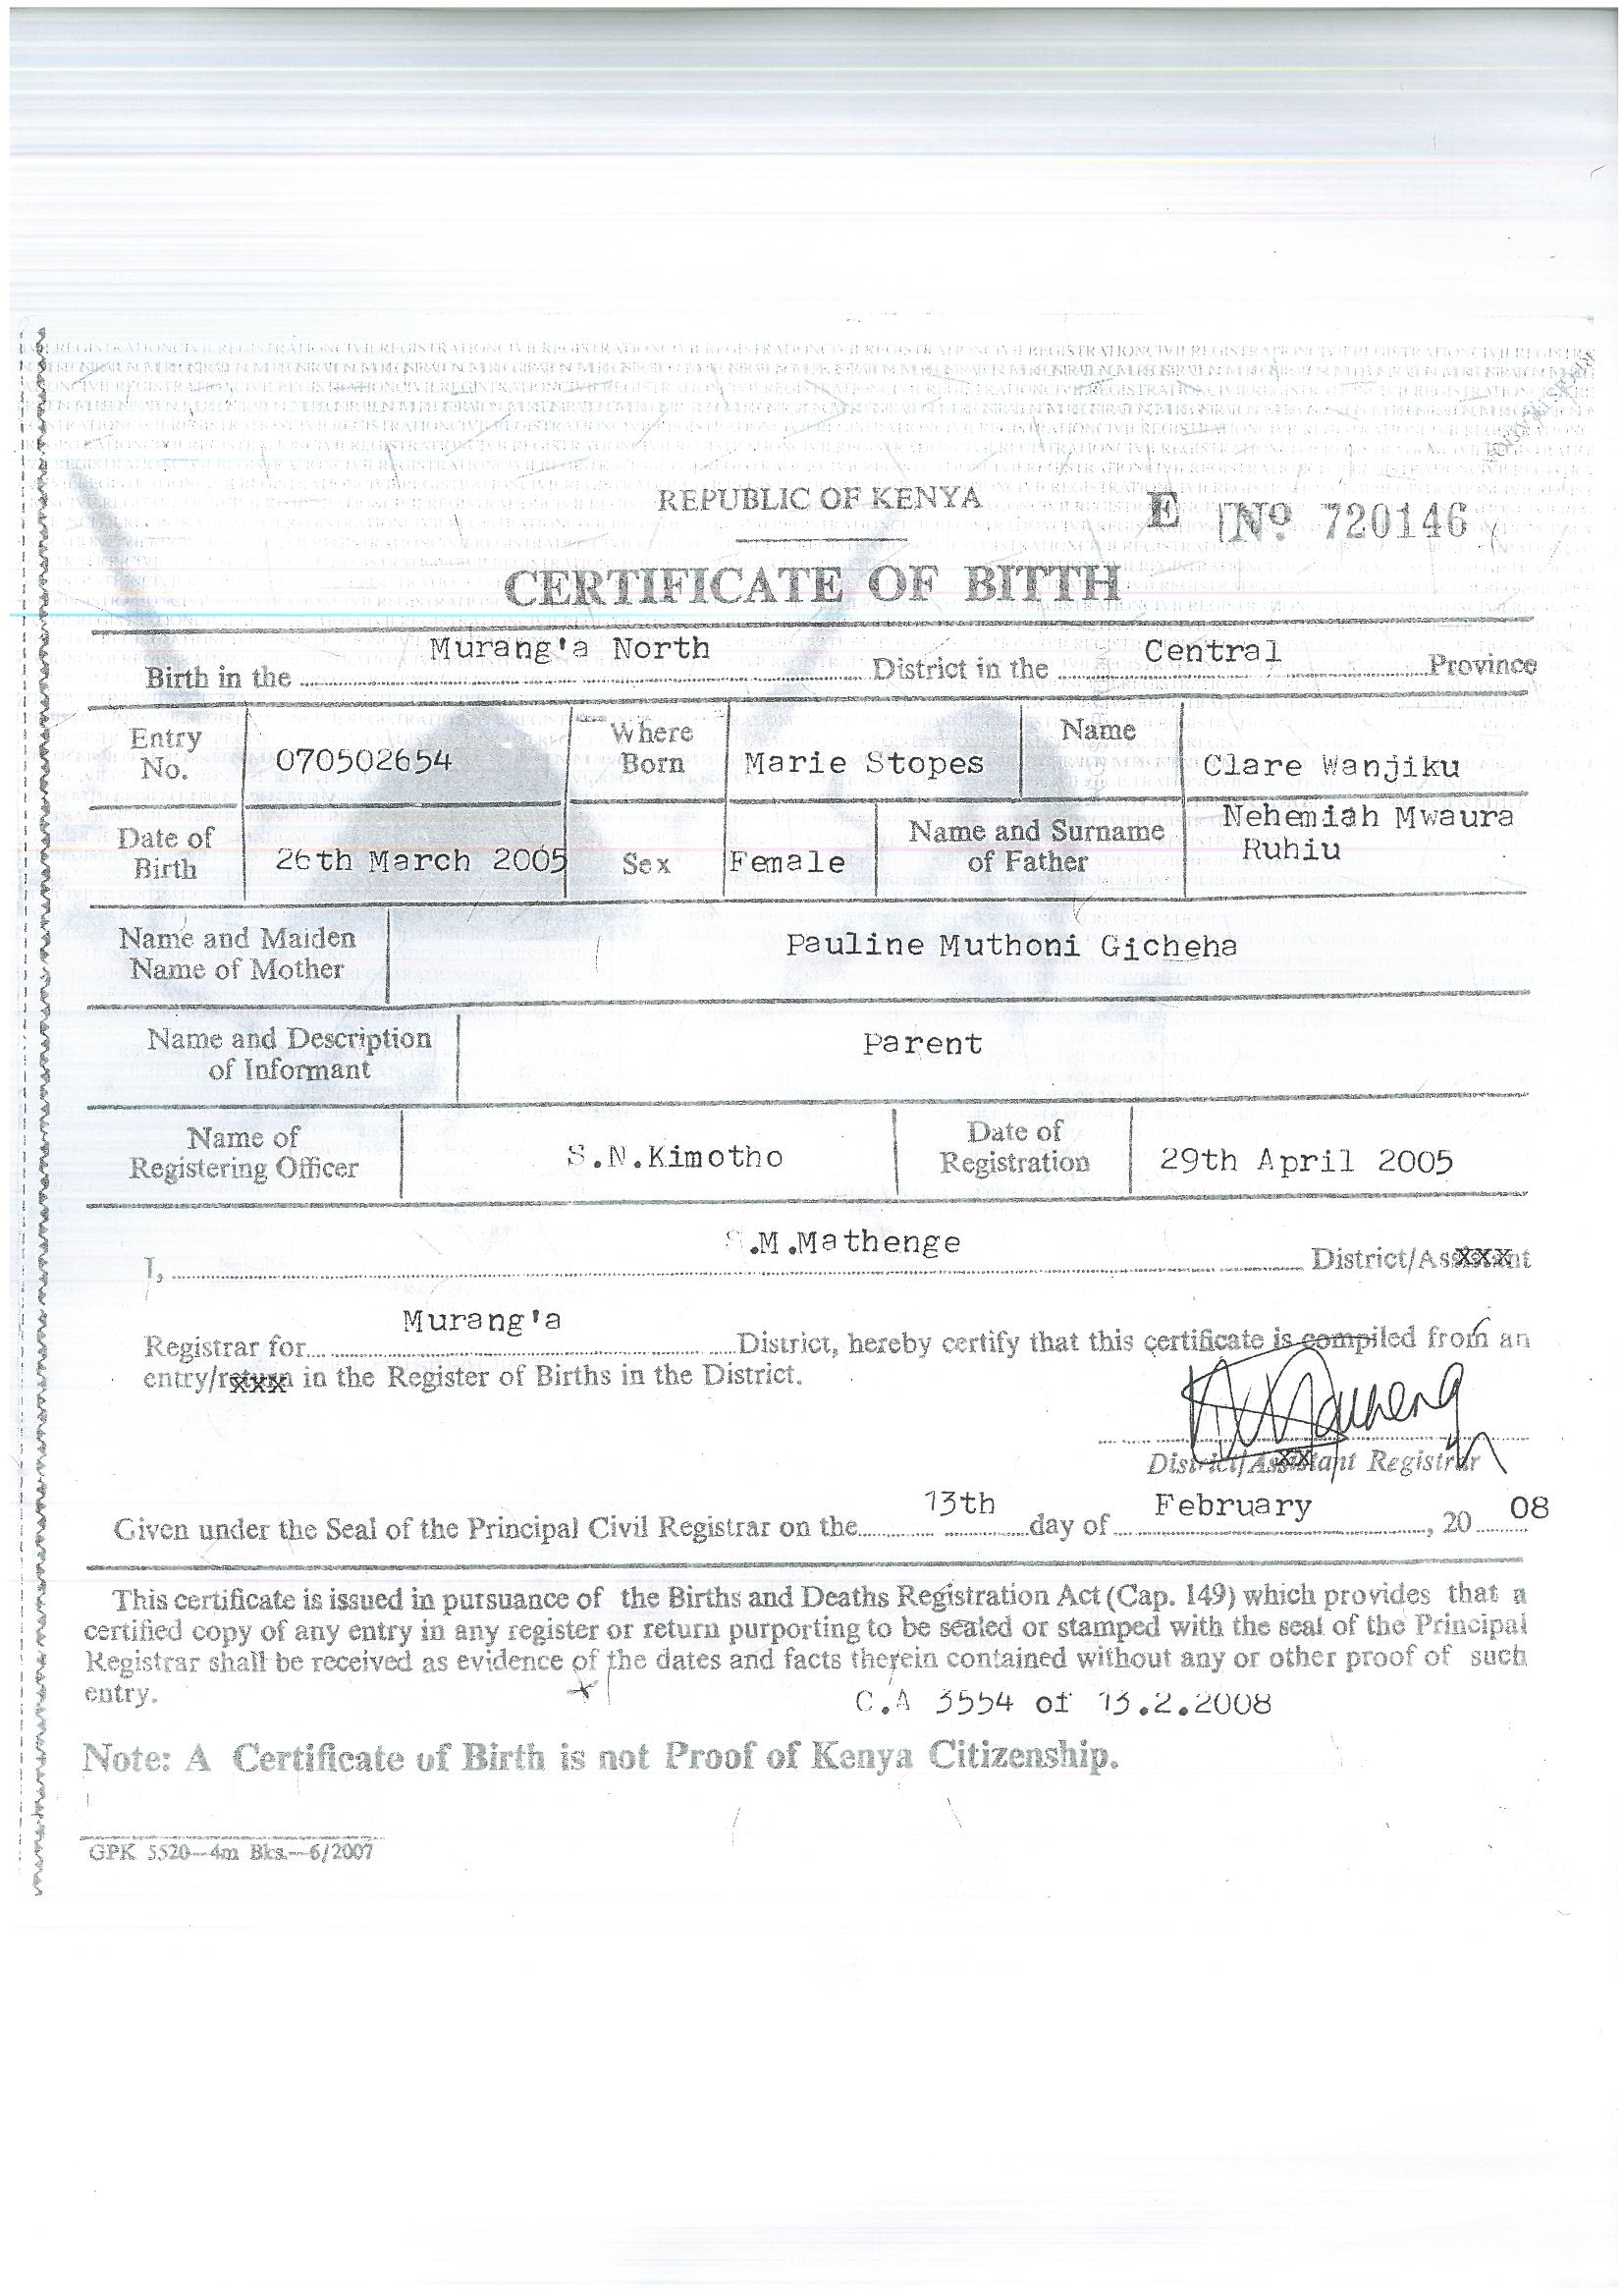 REPUBLIC OF KENYA
E Nº 720146
CERTIFICATE OF BITTH
Birth in the Murang'a North District in the Central Province
Entry No. 070502654 Where Born Marie Stopes Name Clare Wanjiku
Date of Birth 26th March 2005 Sex Female Name and Surname of Father Nehemiah Mwaura Ruhiu
Name and Maiden Name of Mother Pauline Muthoni Gicheha
Name and Description of Informant Parent
Name of Registering Officer S.N.Kimotho Date of Registration 29th April 2005
I, S.M.Mathenge District/Assistant
Registrar for Murang'a District, hereby certify that this certificate is compiled from an
entry/return in the Register of Births in the District.
District/Assistant Registrar
Given under the Seal of the Principal Civil Registrar on the 13th day of February, 2008
This certificate is issued in pursuance of the Births and Deaths Registration Act (Cap. 149) which provides that a
certified copy of any entry in any register or return purporting to be sealed or stamped with the seal of the Principal
Registrar shall be received as evidence of the dates and facts therein contained without any or other proof of such
entry.
C.A 3554 of 13.2.2008
Note: A Certificate of Birth is not Proof of Kenya Citizenship.
GPK 5520—4m Bks.—6/2007